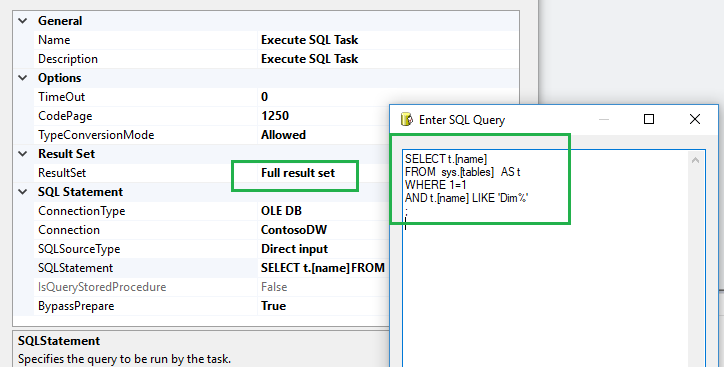 General
Name Execute SQL Task
Description Execute SQL Task
Options
TimeOut 0
CodePage 1250
TypeConversionMode Allowed
Result Set
ResultSet Full result set
SQL Statement
ConnectionType OLE DB
Connection ContosoDW
SQLSourceType Direct input
SQLStatement SELECT t.[name]FROM
IsQueryStoredProcedure False
BypassPrepare True
SQLStatement
Specifies the query to be run by the task.
Enter SQL Query
SELECT t.[name]
FROM sys.[tables] AS t
WHERE 1=1
AND t.[name] LIKE 'Dim%'
;